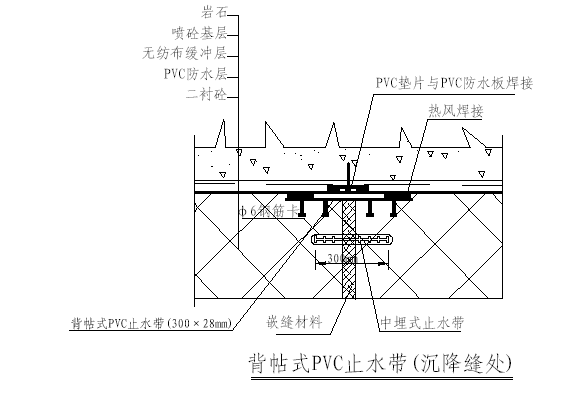 岩石
喷砼基层
无纺布缓冲层
PVC防水层
二衬砼
PVC垫片与PVC防水板焊接
热风焊接
ф6钢筋卡
300mm
背帖式PVC止水带(300×28mm)
嵌缝材料
中埋式止水带
背帖式PVC止水带(沉降缝处)